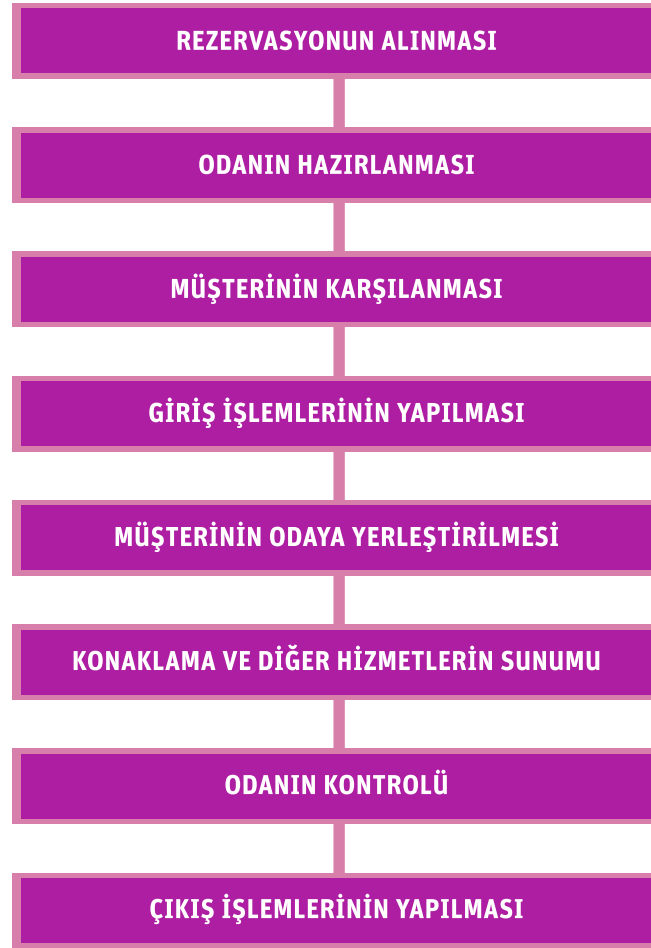 REZERVASYONUN ALINMASI
ODANIN HAZIRLANMASI
MÜŞTERİNİN KARŞILANMASI
GİRİŞ İŞLEMLERİNİN YAPILMASI
MÜŞTERİNİN ODAYA YERLEŞTİRİLMESİ
KONAKLAMA VE DİĞER HİZMETLERİN SUNUMU
ODANIN KONTROLÜ
ÇIKIŞ İŞLEMLERİNİN YAPILMASI